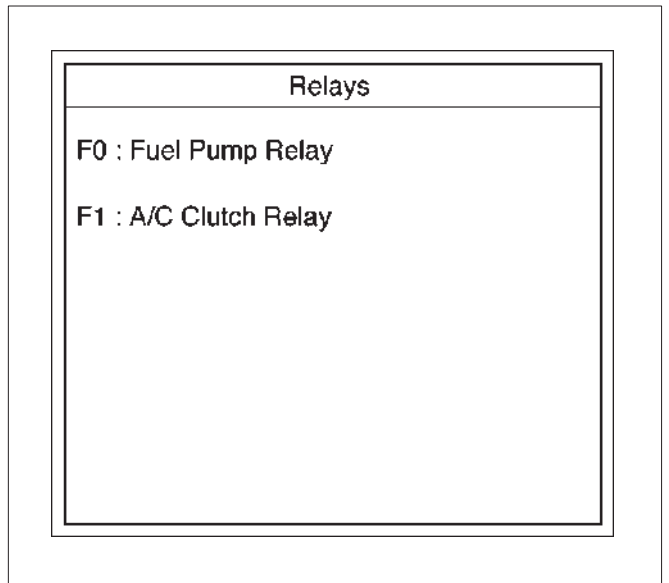 Relays
F0 : Fuel Pump Relay
F1 : A/C Clutch Relay